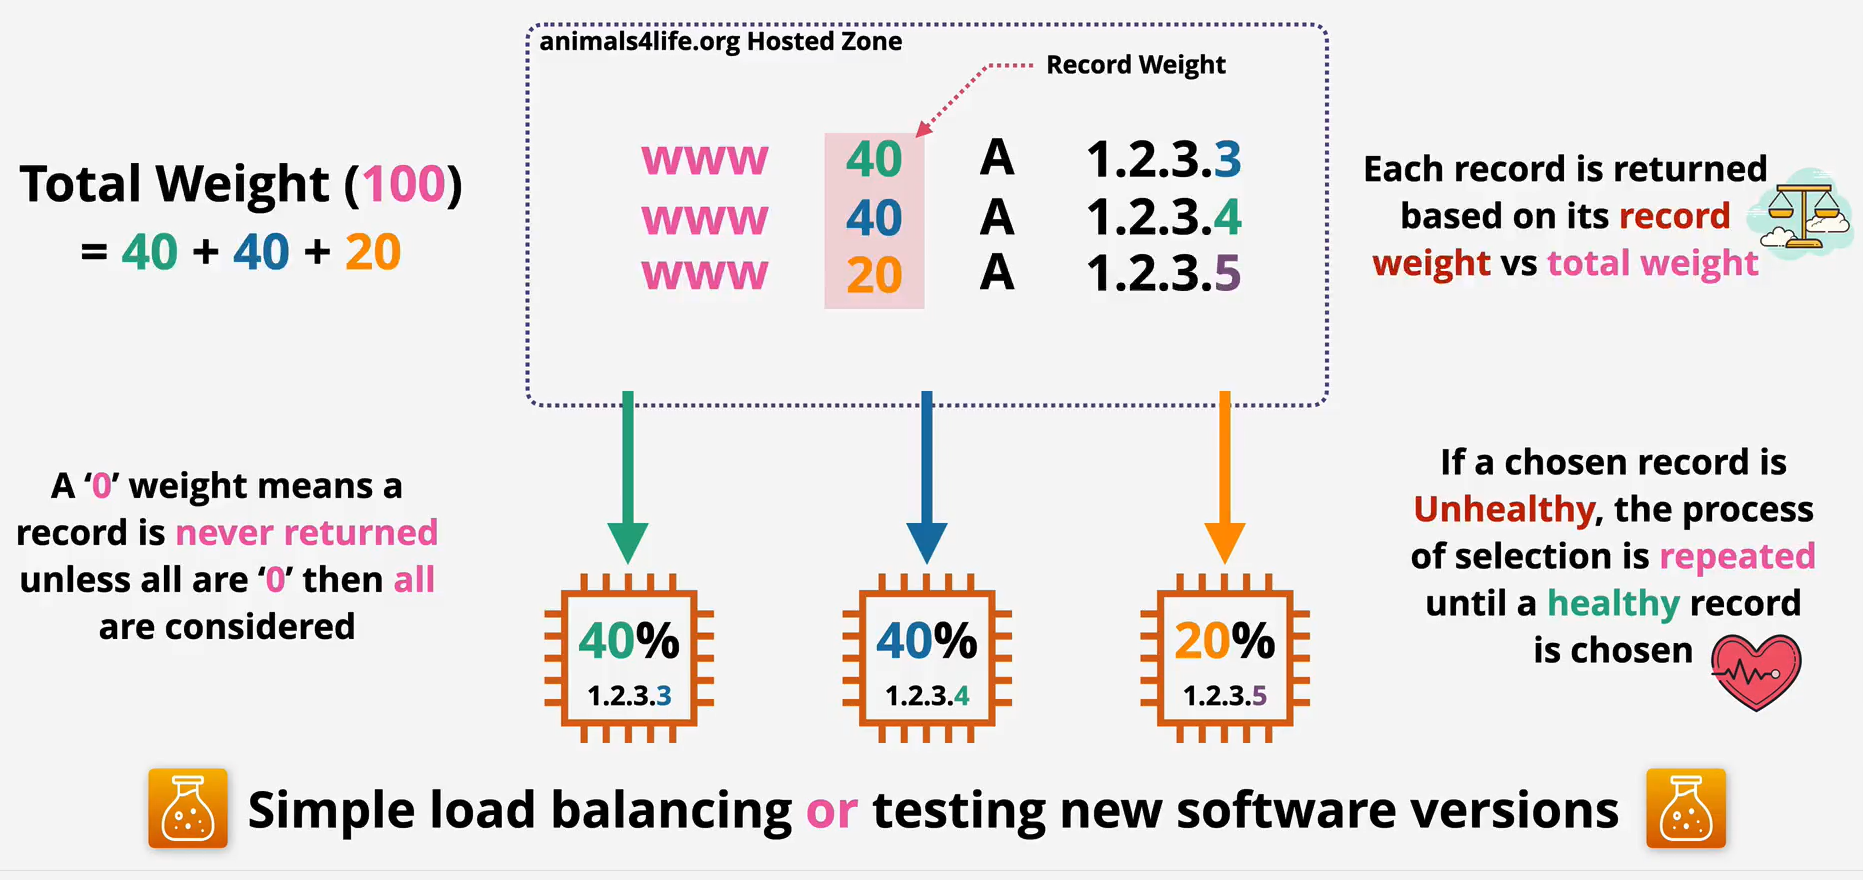 animals4life.org Hosted Zone
Record Weight
www 40 A 1.2.3.3
www 40 A 1.2.3.4
www 20 A 1.2.3.5
Total Weight (100)
= 40 + 40 + 20
Each record is returned
based on its record
weight vs total weight
A ‘0’ weight means a
record is never returned
unless all are ‘0’ then all
are considered
If a chosen record is
Unhealthy, the process
of selection is repeated
until a healthy record
is chosen
40%
1.2.3.3
40%
1.2.3.4
20%
1.2.3.5
Simple load balancing or testing new software versions